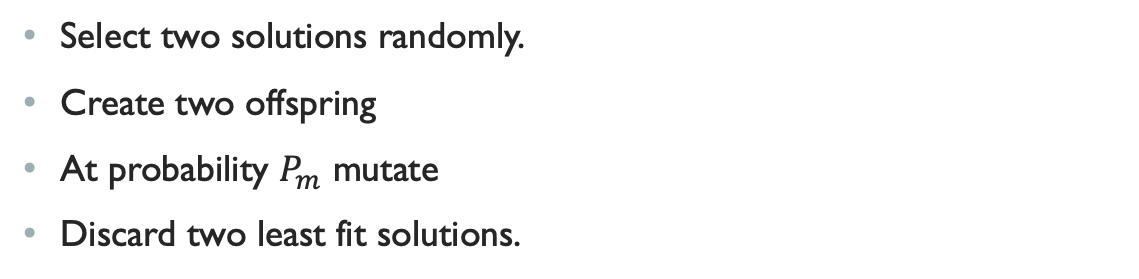 • Select two solutions randomly.
• Create two offspring
• At probability Pₘ mutate
• Discard two least fit solutions.